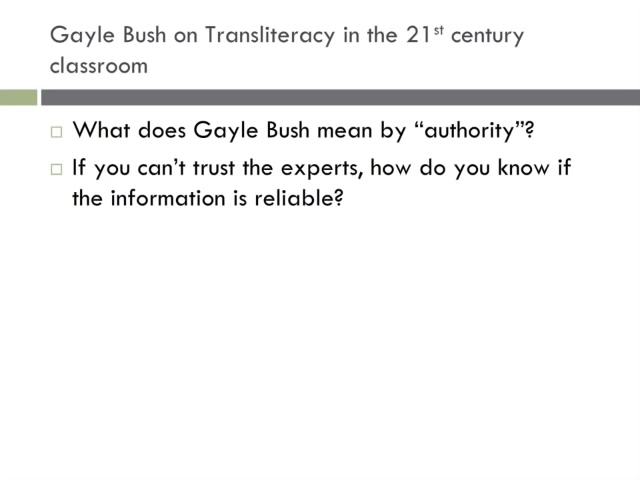 Gayle Bush on Transliteracy in the 21st century
classroom
What does Gayle Bush mean by “authority”?
If you can’t trust the experts, how do you know if
the information is reliable?